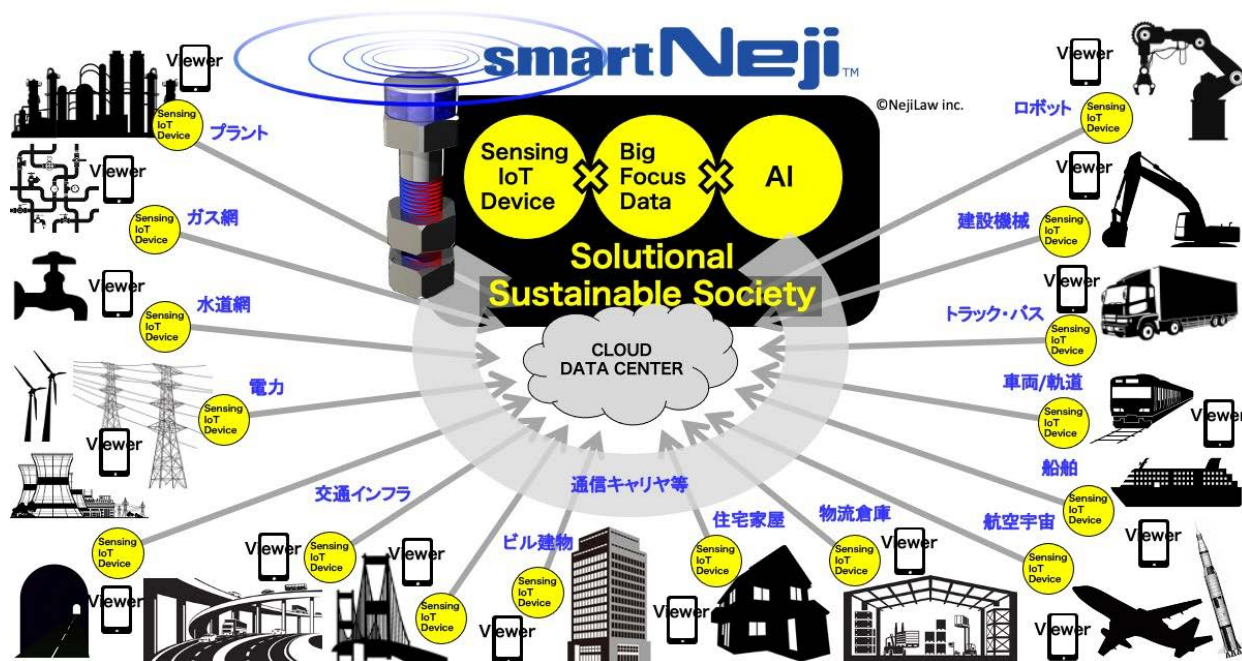 smartNeji™
©NejiLaw inc.
Sensing
IoT
Device
Big
Focus
Data
AI
Solutional
Sustainable Society
CLOUD
DATA CENTER
通信キャリヤ等
Viewer
Sensing
IoT
Device
プラント
Viewer
Sensing
IoT
Device
ガス網
Viewer
Sensing
IoT
Device
水道網
Viewer
Sensing
IoT
Device
電力
Viewer
Sensing
IoT
Device
Viewer
Sensing
IoT
Device
交通インフラ
Viewer
Sensing
IoT
Device
Viewer
Sensing
IoT
Device
ビル建物
Viewer
Sensing
IoT
Device
住宅家屋
Viewer
Sensing
IoT
Device
物流倉庫
Viewer
Sensing
IoT
Device
航空宇宙
Viewer
Viewer
Sensing
IoT
Device
船舶
Viewer
Sensing
IoT
Device
車両/軌道
Viewer
Sensing
IoT
Device
トラック・バス
Viewer
Sensing
IoT
Device
建設機械
Viewer
Sensing
IoT
Device
ロボット